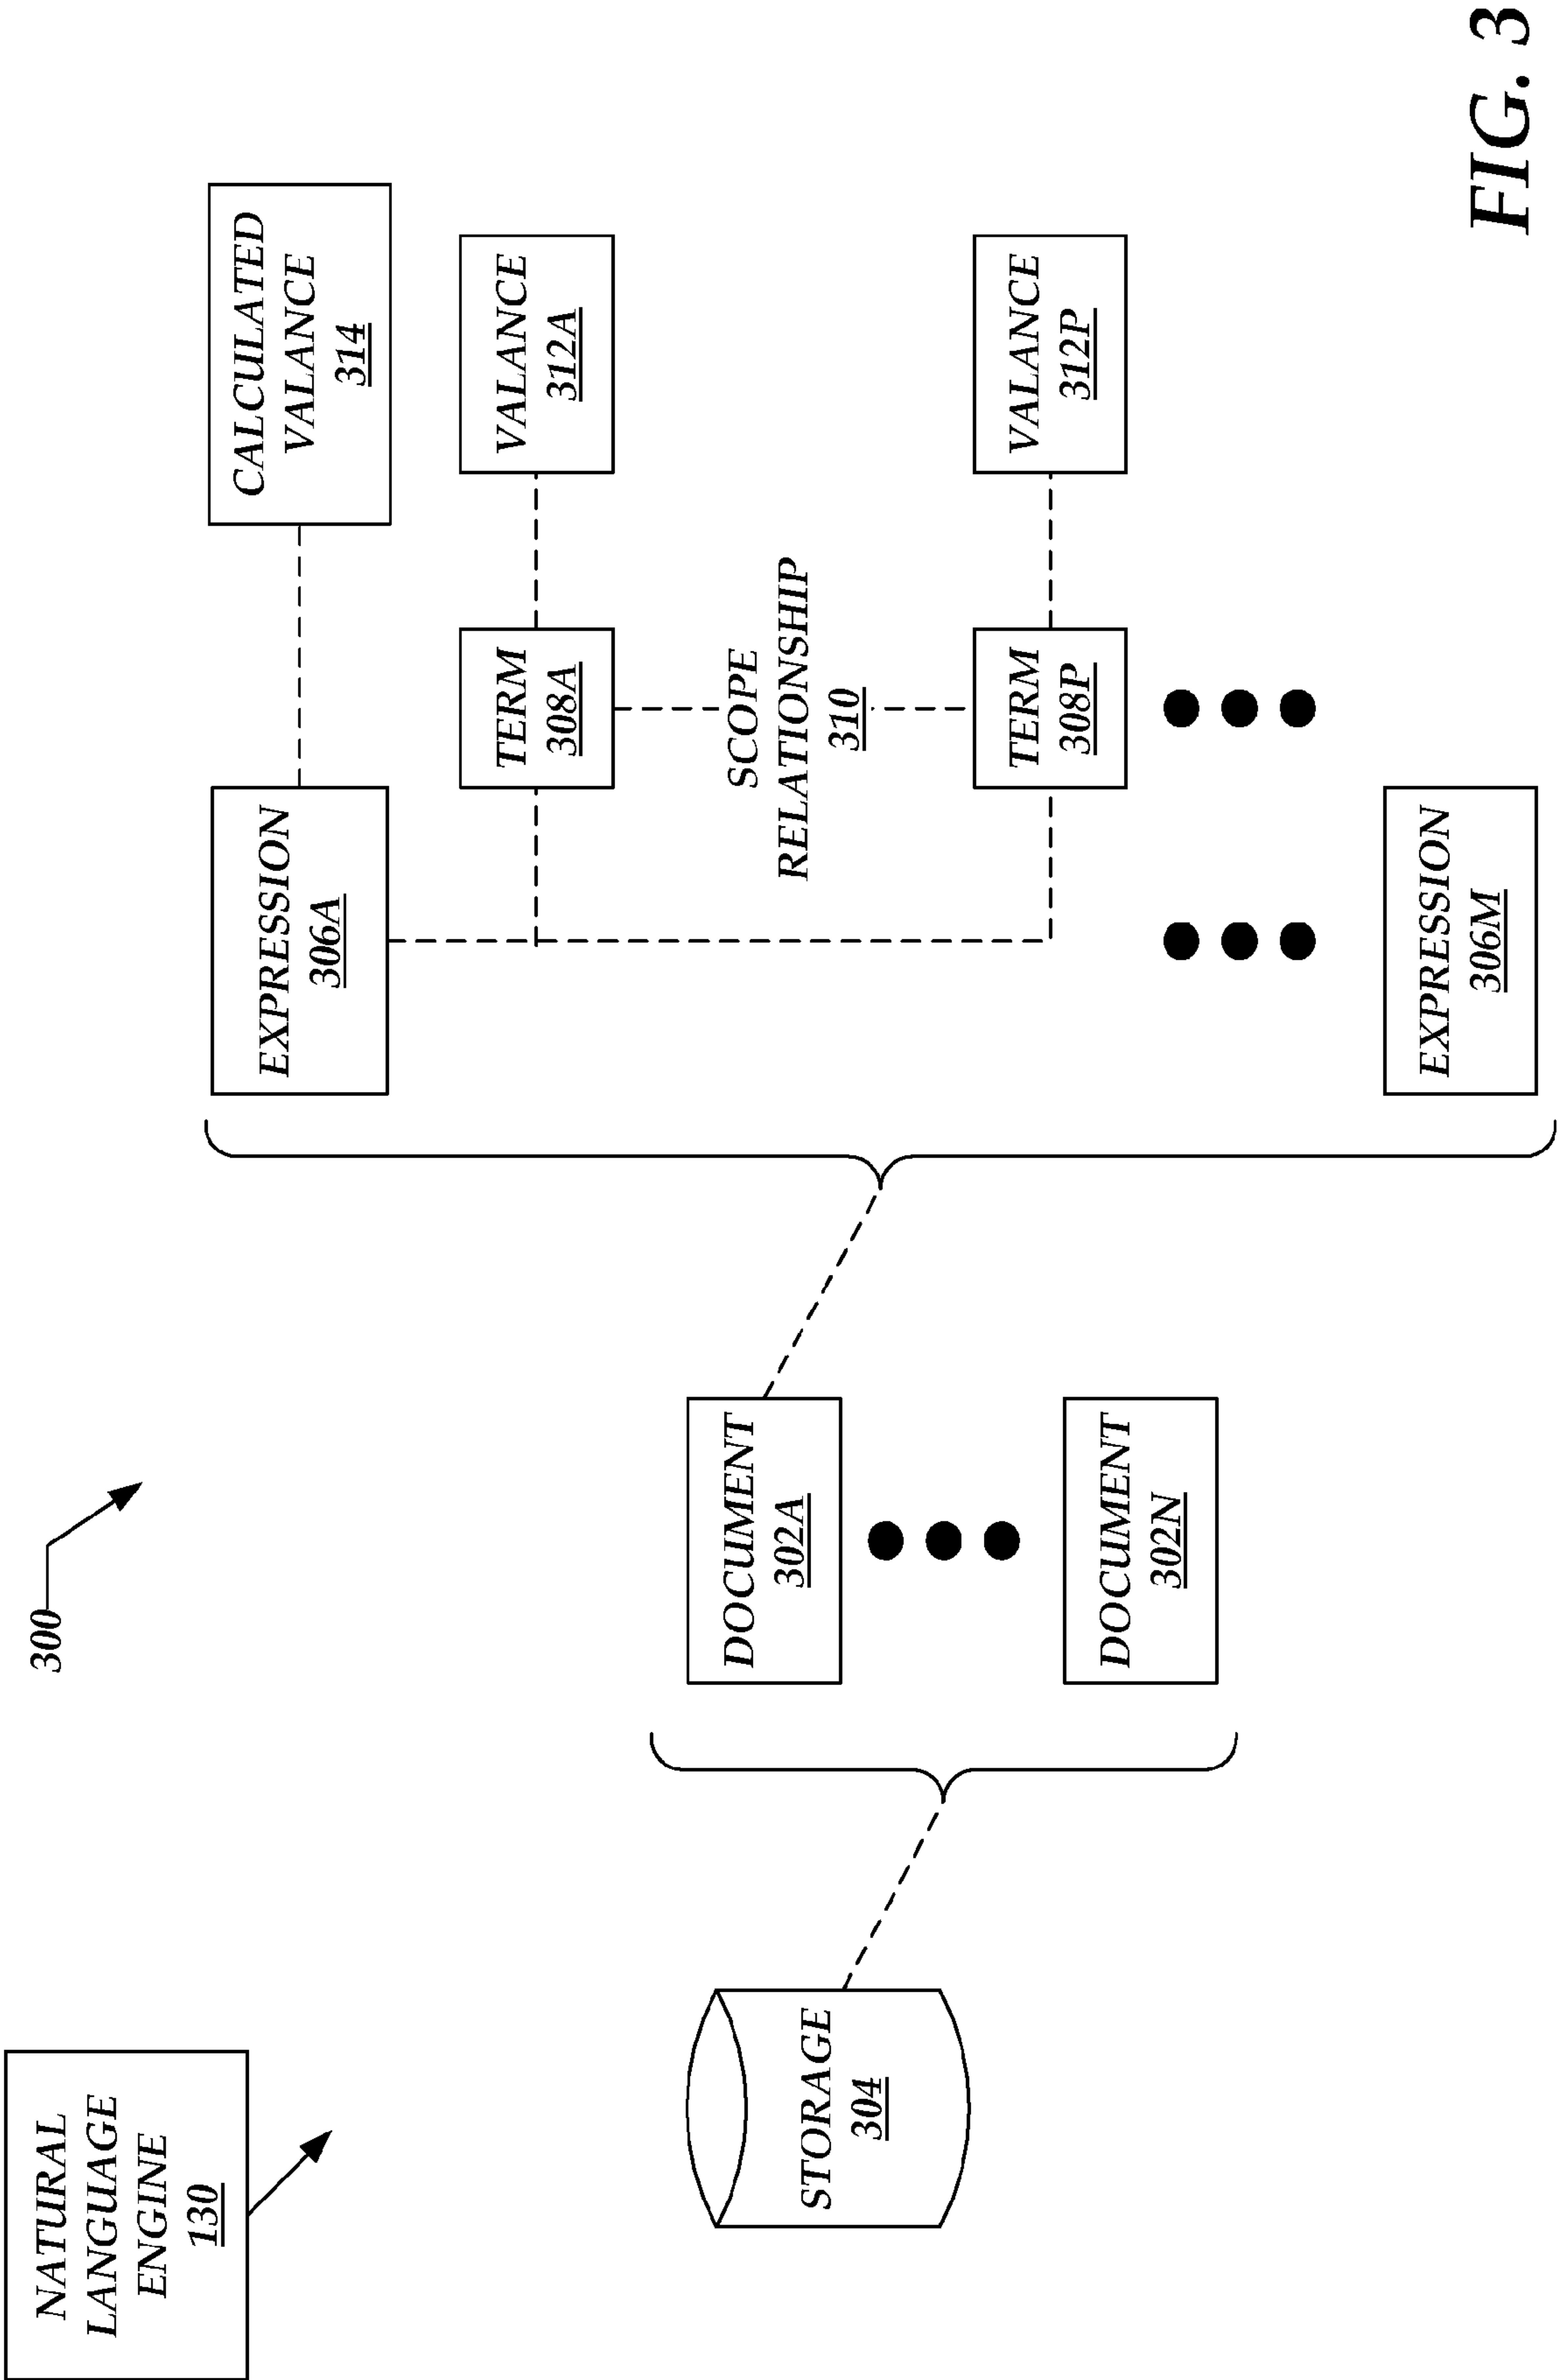 NATURAL
LANGUAGE
ENGINE
130
300
STORAGE
304
DOCUMENT
302A
DOCUMENT
302N
EXPRESSION
306A
CALCULATED
VALANCE
314
TERM
308A
VALANCE
312A
SCOPE
RELATIONSHIP
310
TERM
308P
VALANCE
312P
EXPRESSION
306M
FIG. 3